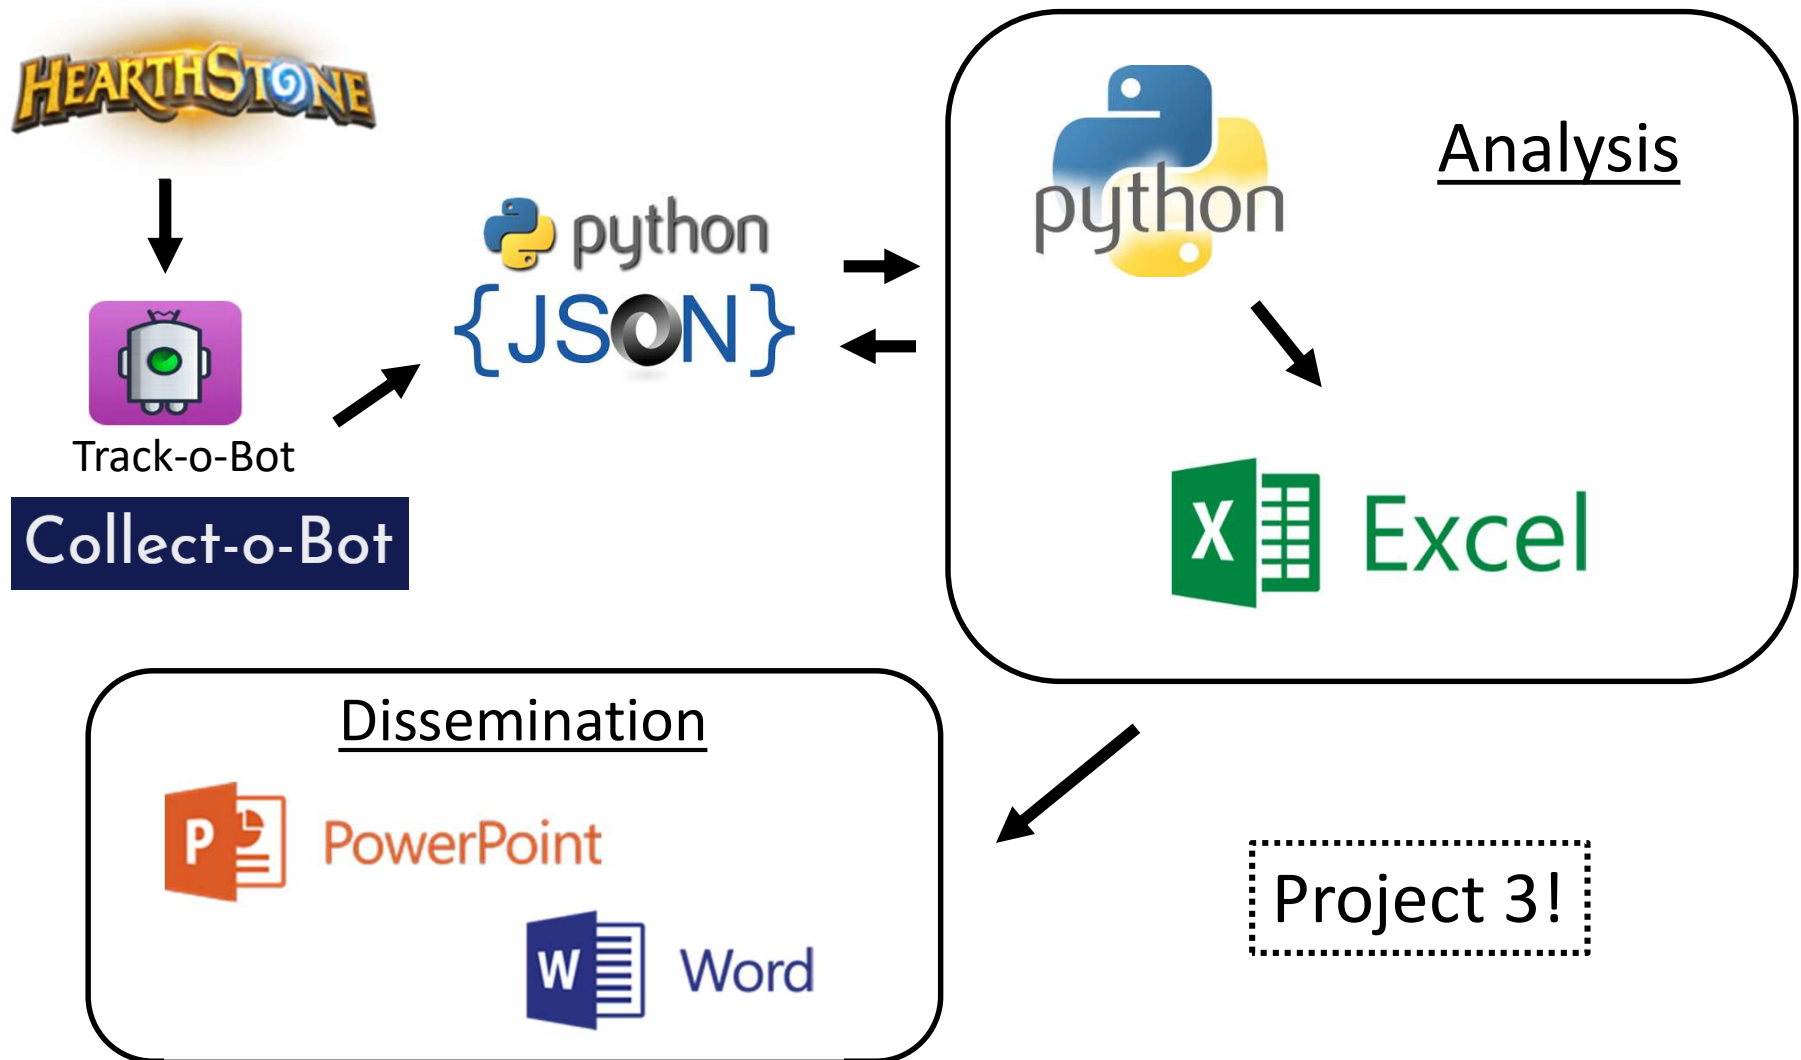 HEARTHSTONE
Track-o-Bot
Collect-o-Bot
python
{JSON}
Analysis
python
X
Excel
Dissemination
P
PowerPoint
W
Word
Project 3!